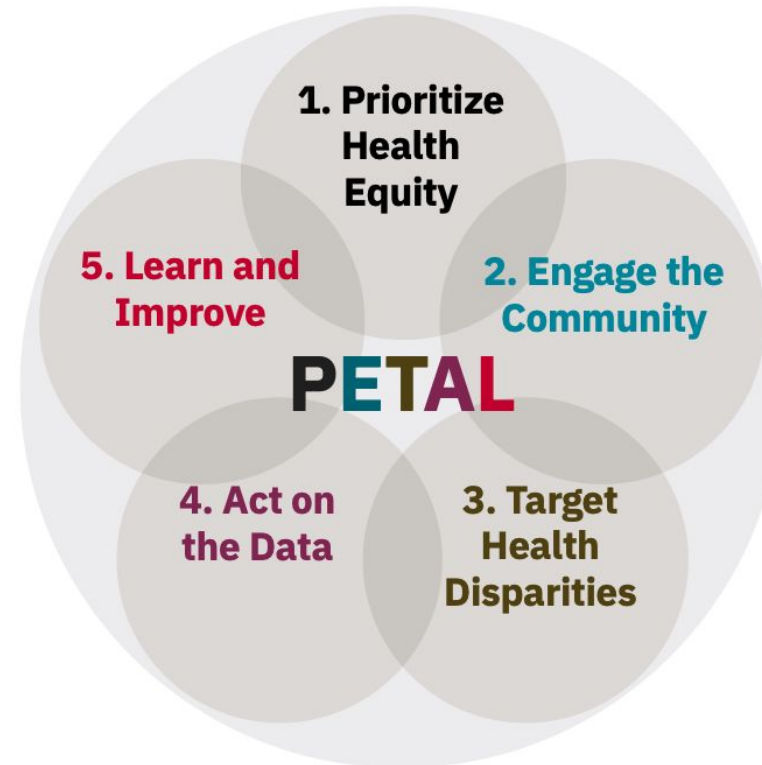 1. Prioritize
Health
Equity
2. Engage the
Community
3. Target
Health
Disparities
4. Act on
the Data
5. Learn and
Improve
PETAL